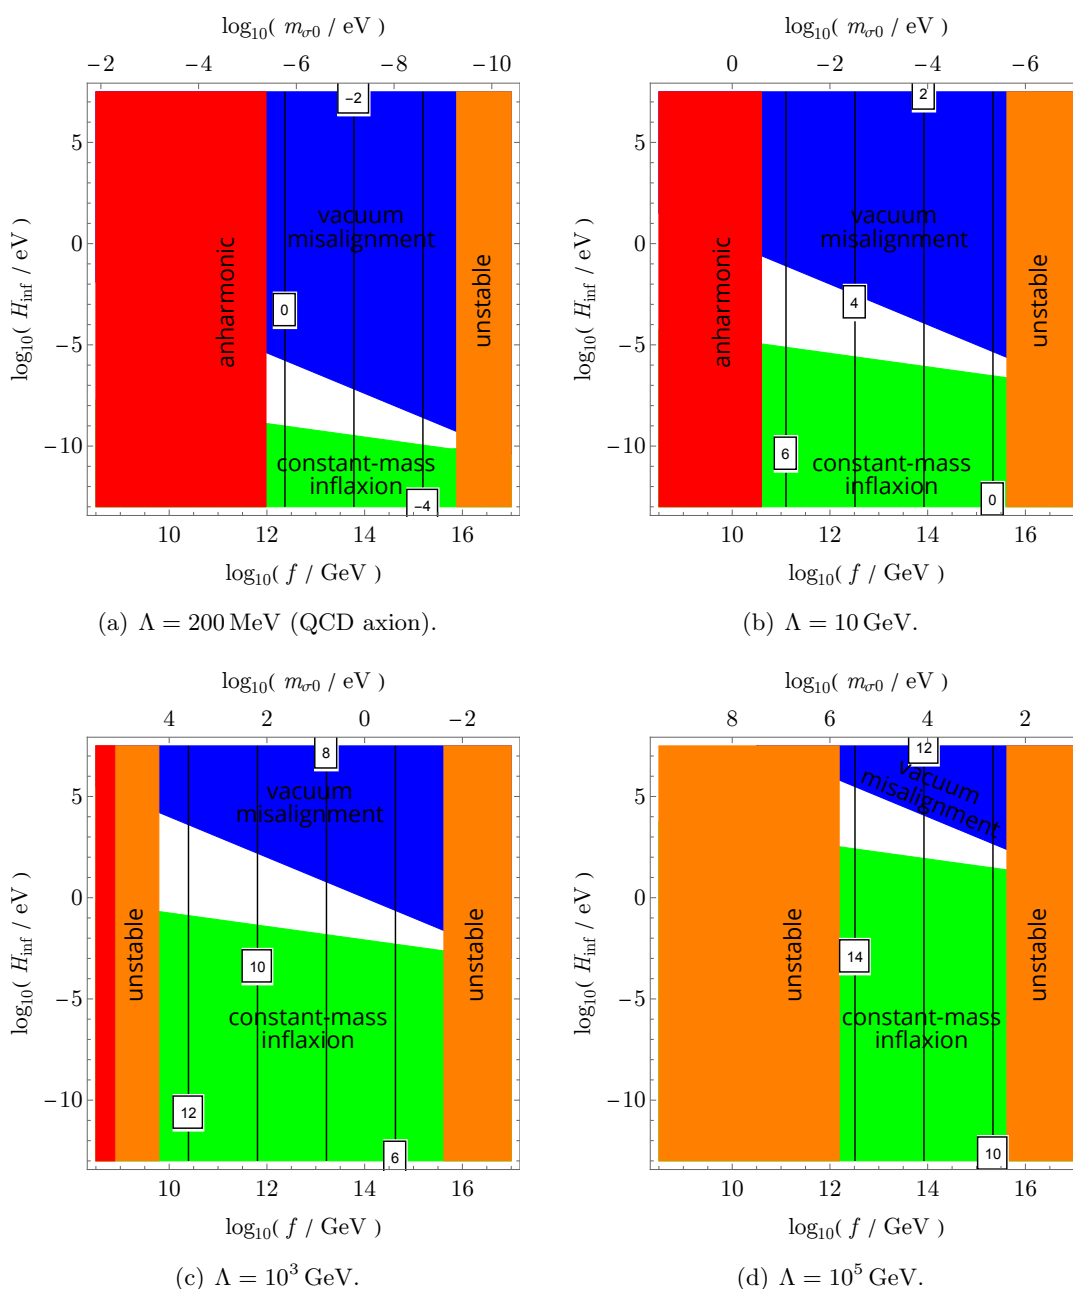 log10( mσ0 / eV )
−2 −4 −6 −8 −10
5
0
−5
−10
log10( Hinf / eV )
anharmonic
vacuum
misalignment
unstable
constant-mass
inflaxion
−2
0
−4
10 12 14 16
log10( f / GeV )
(a) Λ = 200 MeV (QCD axion).
log10( mσ0 / eV )
0 −2 −4 −6
5
0
−5
−10
log10( Hinf / eV )
anharmonic
vacuum
misalignment
unstable
constant-mass
inflaxion
2
4
6
0
10 12 14 16
log10( f / GeV )
(b) Λ = 10 GeV.
log10( mσ0 / eV )
4 2 0 −2
5
0
−5
−10
log10( Hinf / eV )
unstable
vacuum
misalignment
unstable
constant-mass
inflaxion
8
10
12
6
10 12 14 16
log10( f / GeV )
(c) Λ = 10³ GeV.
log10( mσ0 / eV )
8 6 4 2
5
0
−5
−10
log10( Hinf / eV )
unstable
vacuum
misalignment
unstable
constant-mass
inflaxion
12
14
10
10 12 14 16
log10( f / GeV )
(d) Λ = 10⁵ GeV.